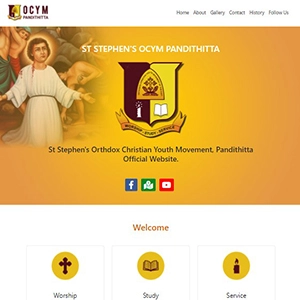 OCYM
PANDITHITTA
Home About Gallery Contact History Follow Us
ST STEPHEN'S OCYM PANDITHITTA
WORSHIP - STUDY - SERVICE
St Stephen's Orthdox Christian Youth Movement, Pandithitta
Official Website.
Welcome
Worship Study Service